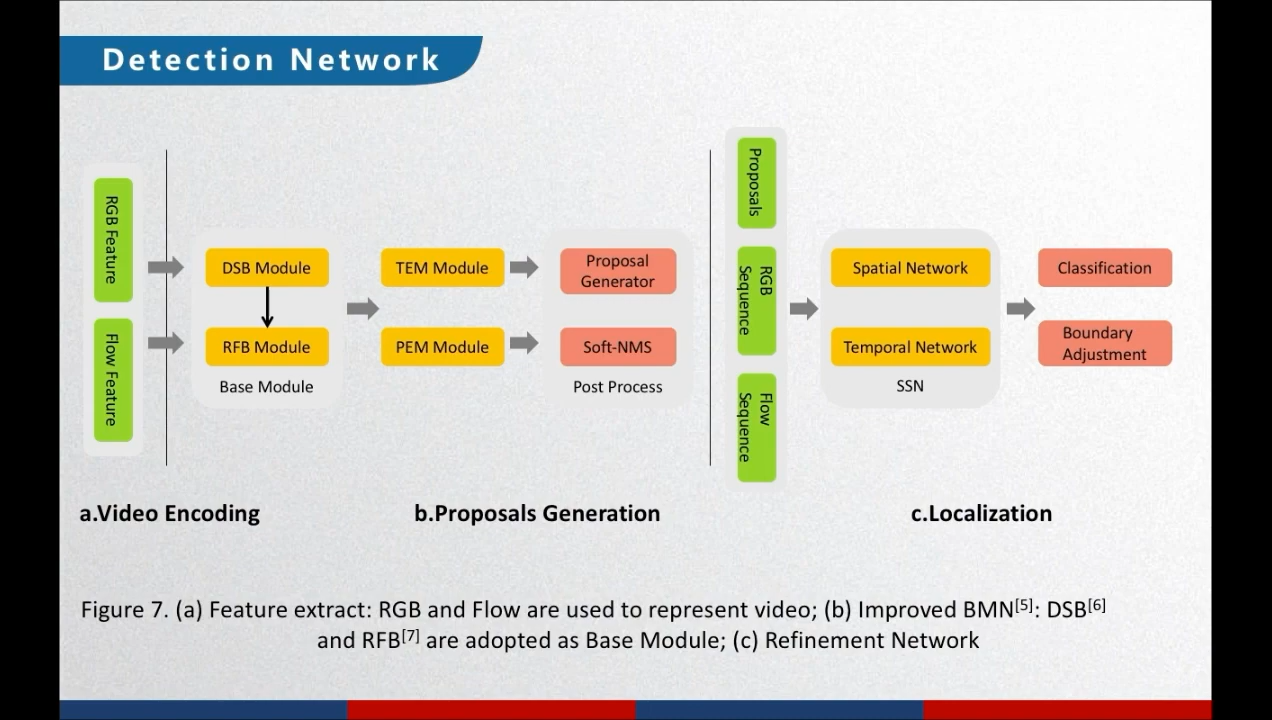 Detection Network
RGB Feature
Flow Feature
DSB Module
RFB Module
Base Module
TEM Module
PEM Module
Proposal
Generator
Soft-NMS
Post Process
Proposals
RGB
Sequence
Flow
Sequence
Spatial Network
Temporal Network
SSN
Classification
Boundary
Adjustment
a.Video Encoding
b.Proposals Generation
c.Localization
Figure 7. (a) Feature extract: RGB and Flow are used to represent video; (b) Improved BMN[5]: DSB[6]
and RFB[7] are adopted as Base Module; (c) Refinement Network